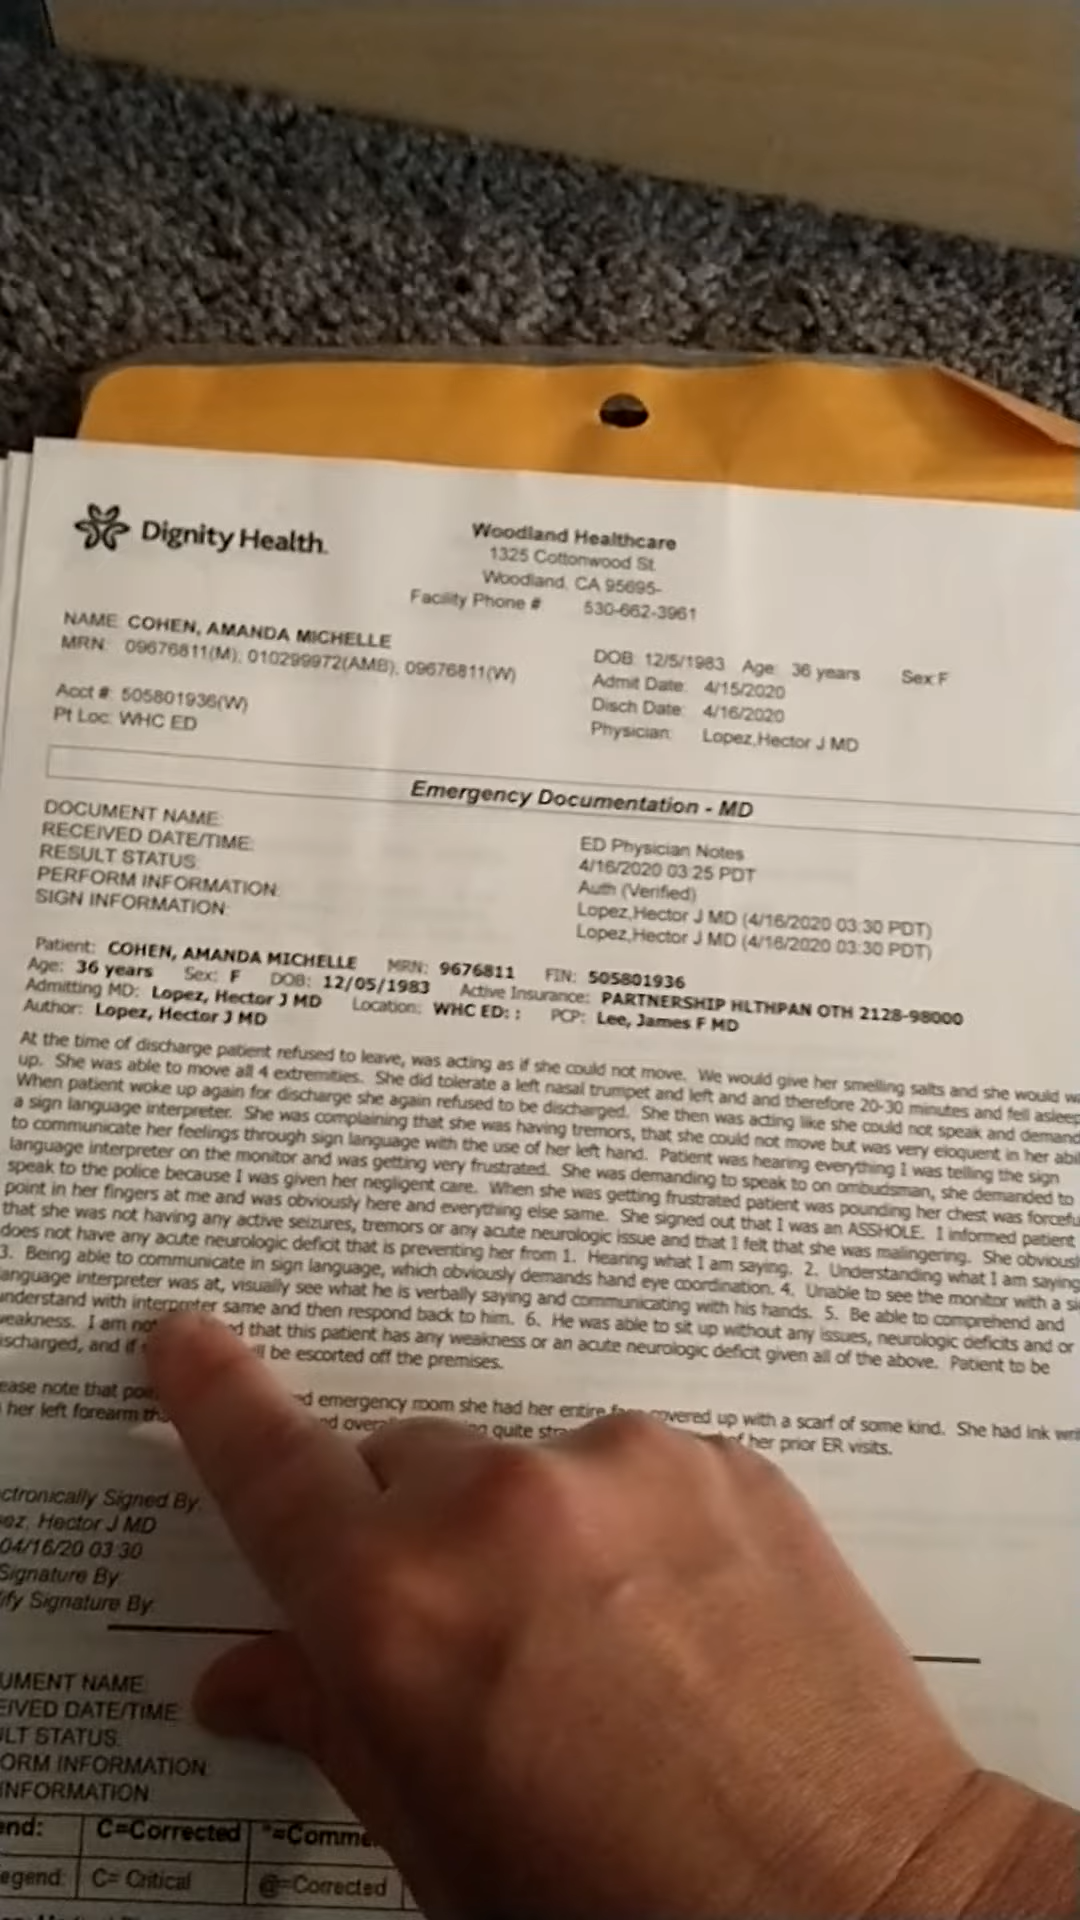 Dignity Health
Woodland Healthcare
1325 Cottonwood St.
Woodland, CA 95695-
Facility Phone # 530-662-3961
NAME: COHEN, AMANDA MICHELLE
MRN: 09676811(M); 010299972(AMB); 09676811(W)
DOB: 12/5/1983 Age: 36 years Sex:F
Admit Date: 4/15/2020
Acct #: 505801936(W)
Disch Date: 4/16/2020
Pt Loc: WHC ED
Physician: Lopez,Hector J MD
Emergency Documentation - MD
DOCUMENT NAME: ED Physician Notes
RECEIVED DATE/TIME: 4/16/2020 03:25 PDT
RESULT STATUS: Auth (Verified)
PERFORM INFORMATION: Lopez,Hector J MD (4/16/2020 03:30 PDT)
SIGN INFORMATION: Lopez,Hector J MD (4/16/2020 03:30 PDT)
Patient: COHEN, AMANDA MICHELLE MRN: 9676811 FIN: 505801936
Age: 36 years Sex: F DOB: 12/05/1983 Active Insurance: PARTNERSHIP HLTHPAN OTH 2128-98000
Admitting MD: Lopez, Hector J MD Location: WHC ED: ; PCP: Lee, James F MD
Author: Lopez, Hector J MD
At the time of discharge patient refused to leave, was acting as if she could not move. We would give her smelling salts and she would
up. She was able to move all 4 extremities. She did tolerate a left nasal trumpet and left and and therefore 20-30 minutes and fell asleep
When patient woke up again for discharge she again refused to be discharged. She then was acting like she could not speak and demand
a sign language interpreter. She was complaining that she was having tremors, that she could not move but was very eloquent in her abil
to communicate her feelings through sign language with the use of her left hand. Patient was hearing everything I was telling the sign
language interpreter on the monitor and was getting very frustrated. She was demanding to speak to on ombudsman, she demanded to
speak to the police because I was given her negligent care. When she was getting frustrated patient was pounding her chest was forcefu
point in her fingers at me and was obviously here and everything else same. She signed out that I was an ASSHOLE. I informed patient
that she was not having any active seizures, tremors or any acute neurologic issue and that I felt that she was malingering. She obvious
does not have any acute neurologic deficit that is preventing her from 1. Hearing what I am saying. 2. Understanding what I am saying
3. Being able to communicate in sign language, which obviously demands hand eye coordination. 4. Unable to see the monitor with a si
anguage interpreter was at, visually see what he is verbally saying and communicating with his hands. 5. Be able to comprehend and
understand with interpreter same and then respond back to him. 6. He was able to sit up without any issues, neurologic deficits and or
weakness. I am not that this patient has any weakness or an acute neurologic deficit given all of the above. Patient to be
scharged, and if be escorted off the premises.
ease note that emergency room she had her entire covered up with a scarf of some kind. She had ink
her left forearm quite of her prior ER visits.
ctronically Signed By:
ez, Hector J MD
04/16/20 03:30
Signature By:
ify Signature By:
UMENT NAME:
EIVED DATE/TIME:
ULT STATUS:
ORM INFORMATION:
INFORMATION
end: C=Corrected *=Comme
egend: C= Critical @=Corrected